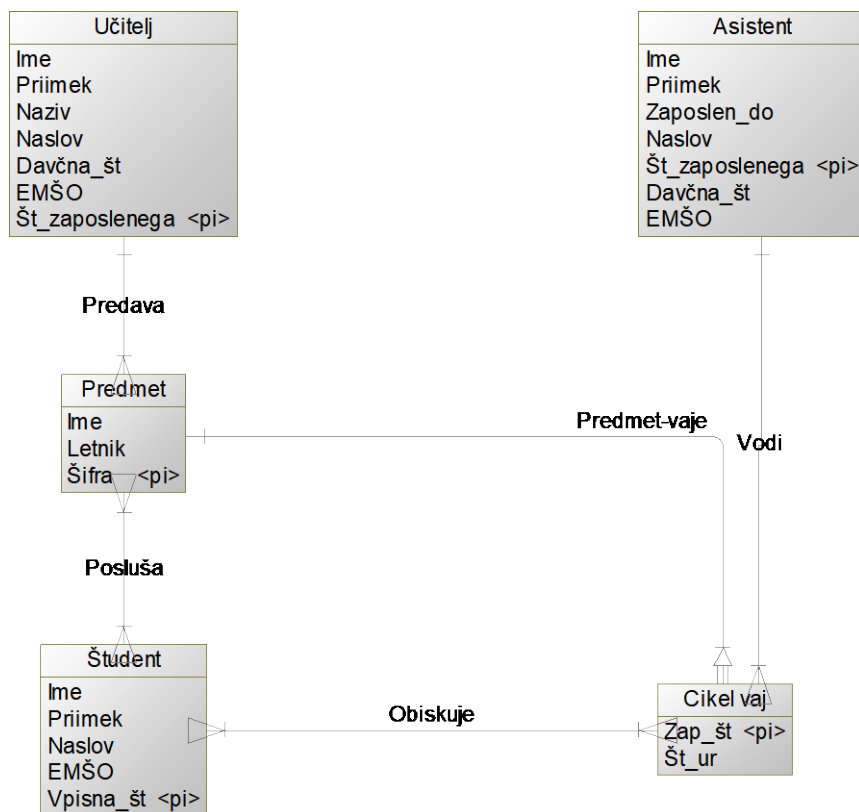 Učitelj
Ime
Priimek
Naziv
Naslov
Davčna_št
EMŠO
Št_zaposlenega <pi>
Asistent
Ime
Priimek
Zaposlen_do
Naslov
Št_zaposlenega <pi>
Davčna_št
EMŠO
Predava
Predmet
Ime
Letnik
Šifra <pi>
Predmet-vaje
Vodi
Posluša
Študent
Ime
Priimek
Naslov
EMŠO
Vpisna_št <pi>
Obiskuje
Cikel vaj
Zap_št <pi>
Št_ur